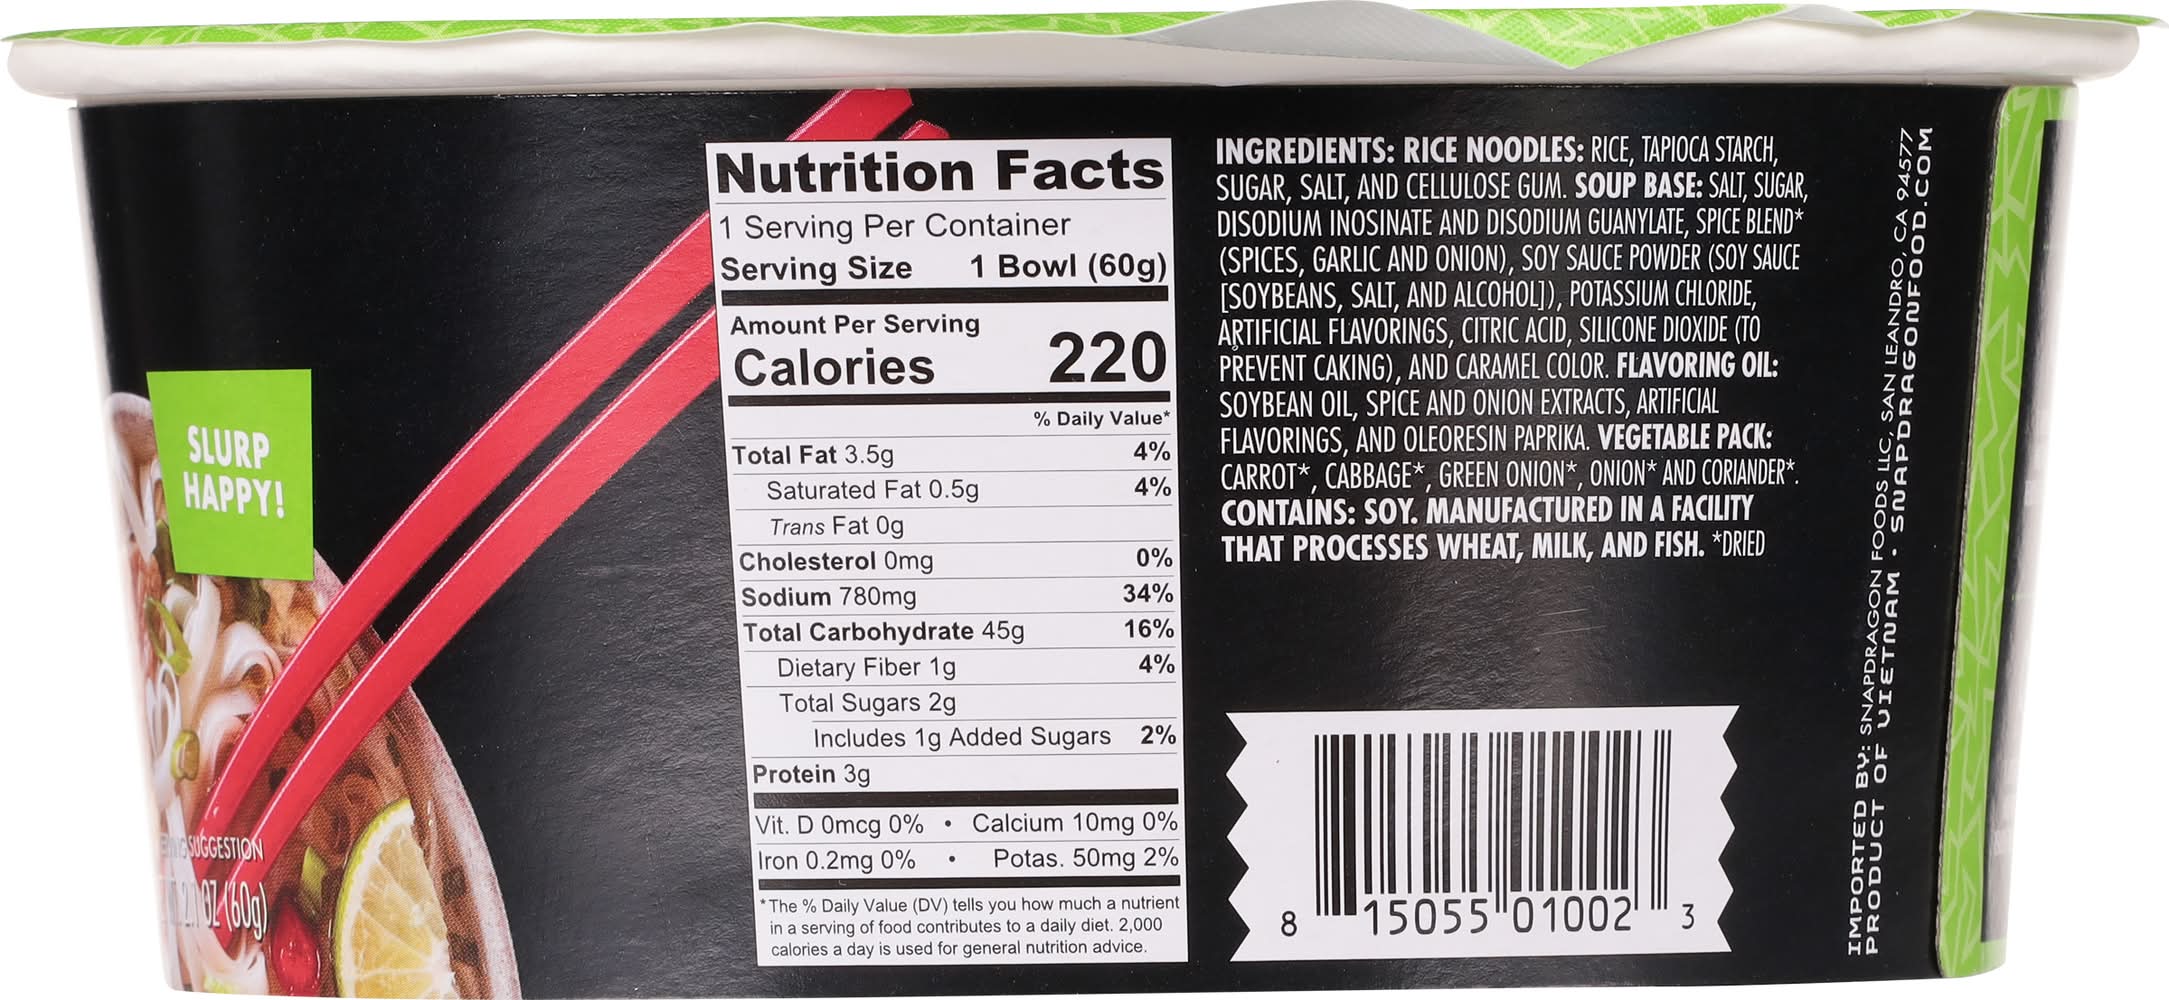 SLURP
HAPPY!
SUGGESTION
OZ (60g)
Nutrition Facts
1 Serving Per Container
Serving Size 1 Bowl (60g)
Amount Per Serving
Calories 220
% Daily Value*
Total Fat 3.5g 4%
Saturated Fat 0.5g 4%
Trans Fat 0g
Cholesterol 0mg 0%
Sodium 780mg 34%
Total Carbohydrate 45g 16%
Dietary Fiber 1g 4%
Total Sugars 2g
Includes 1g Added Sugars 2%
Protein 3g
Vit. D 0mcg 0% • Calcium 10mg 0%
Iron 0.2mg 0% • Potas. 50mg 2%
*The % Daily Value (DV) tells you how much a nutrient
in a serving of food contributes to a daily diet. 2,000
calories a day is used for general nutrition advice.
INGREDIENTS: RICE NOODLES: RICE, TAPIOCA STARCH,
SUGAR, SALT, AND CELLULOSE GUM. SOUP BASE: SALT, SUGAR,
DISODIUM INOSINATE AND DISODIUM GUANYLATE, SPICE BLEND*
(SPICES, GARLIC AND ONION), SOY SAUCE POWDER (SOY SAUCE
[SOYBEANS, SALT, AND ALCOHOL]), POTASSIUM CHLORIDE,
ARTIFICIAL FLAVORINGS, CITRIC ACID, SILICONE DIOXIDE (TO
PREVENT CAKING), AND CARAMEL COLOR. FLAVORING OIL:
SOYBEAN OIL, SPICE AND ONION EXTRACTS, ARTIFICIAL
FLAVORINGS, AND OLEORESIN PAPRIKA. VEGETABLE PACK:
CARROT*, CABBAGE*, GREEN ONION*, ONION* AND CORIANDER*.
CONTAINS: SOY. MANUFACTURED IN A FACILITY
THAT PROCESSES WHEAT, MILK, AND FISH. *DRIED
8 15055 01002 3
IMPORTED BY: SNAPDRAGON FOODS LLC, SAN LEANDRO, CA 94577
PRODUCT OF VIETNAM • SNAPDRAGONFOOD.COM